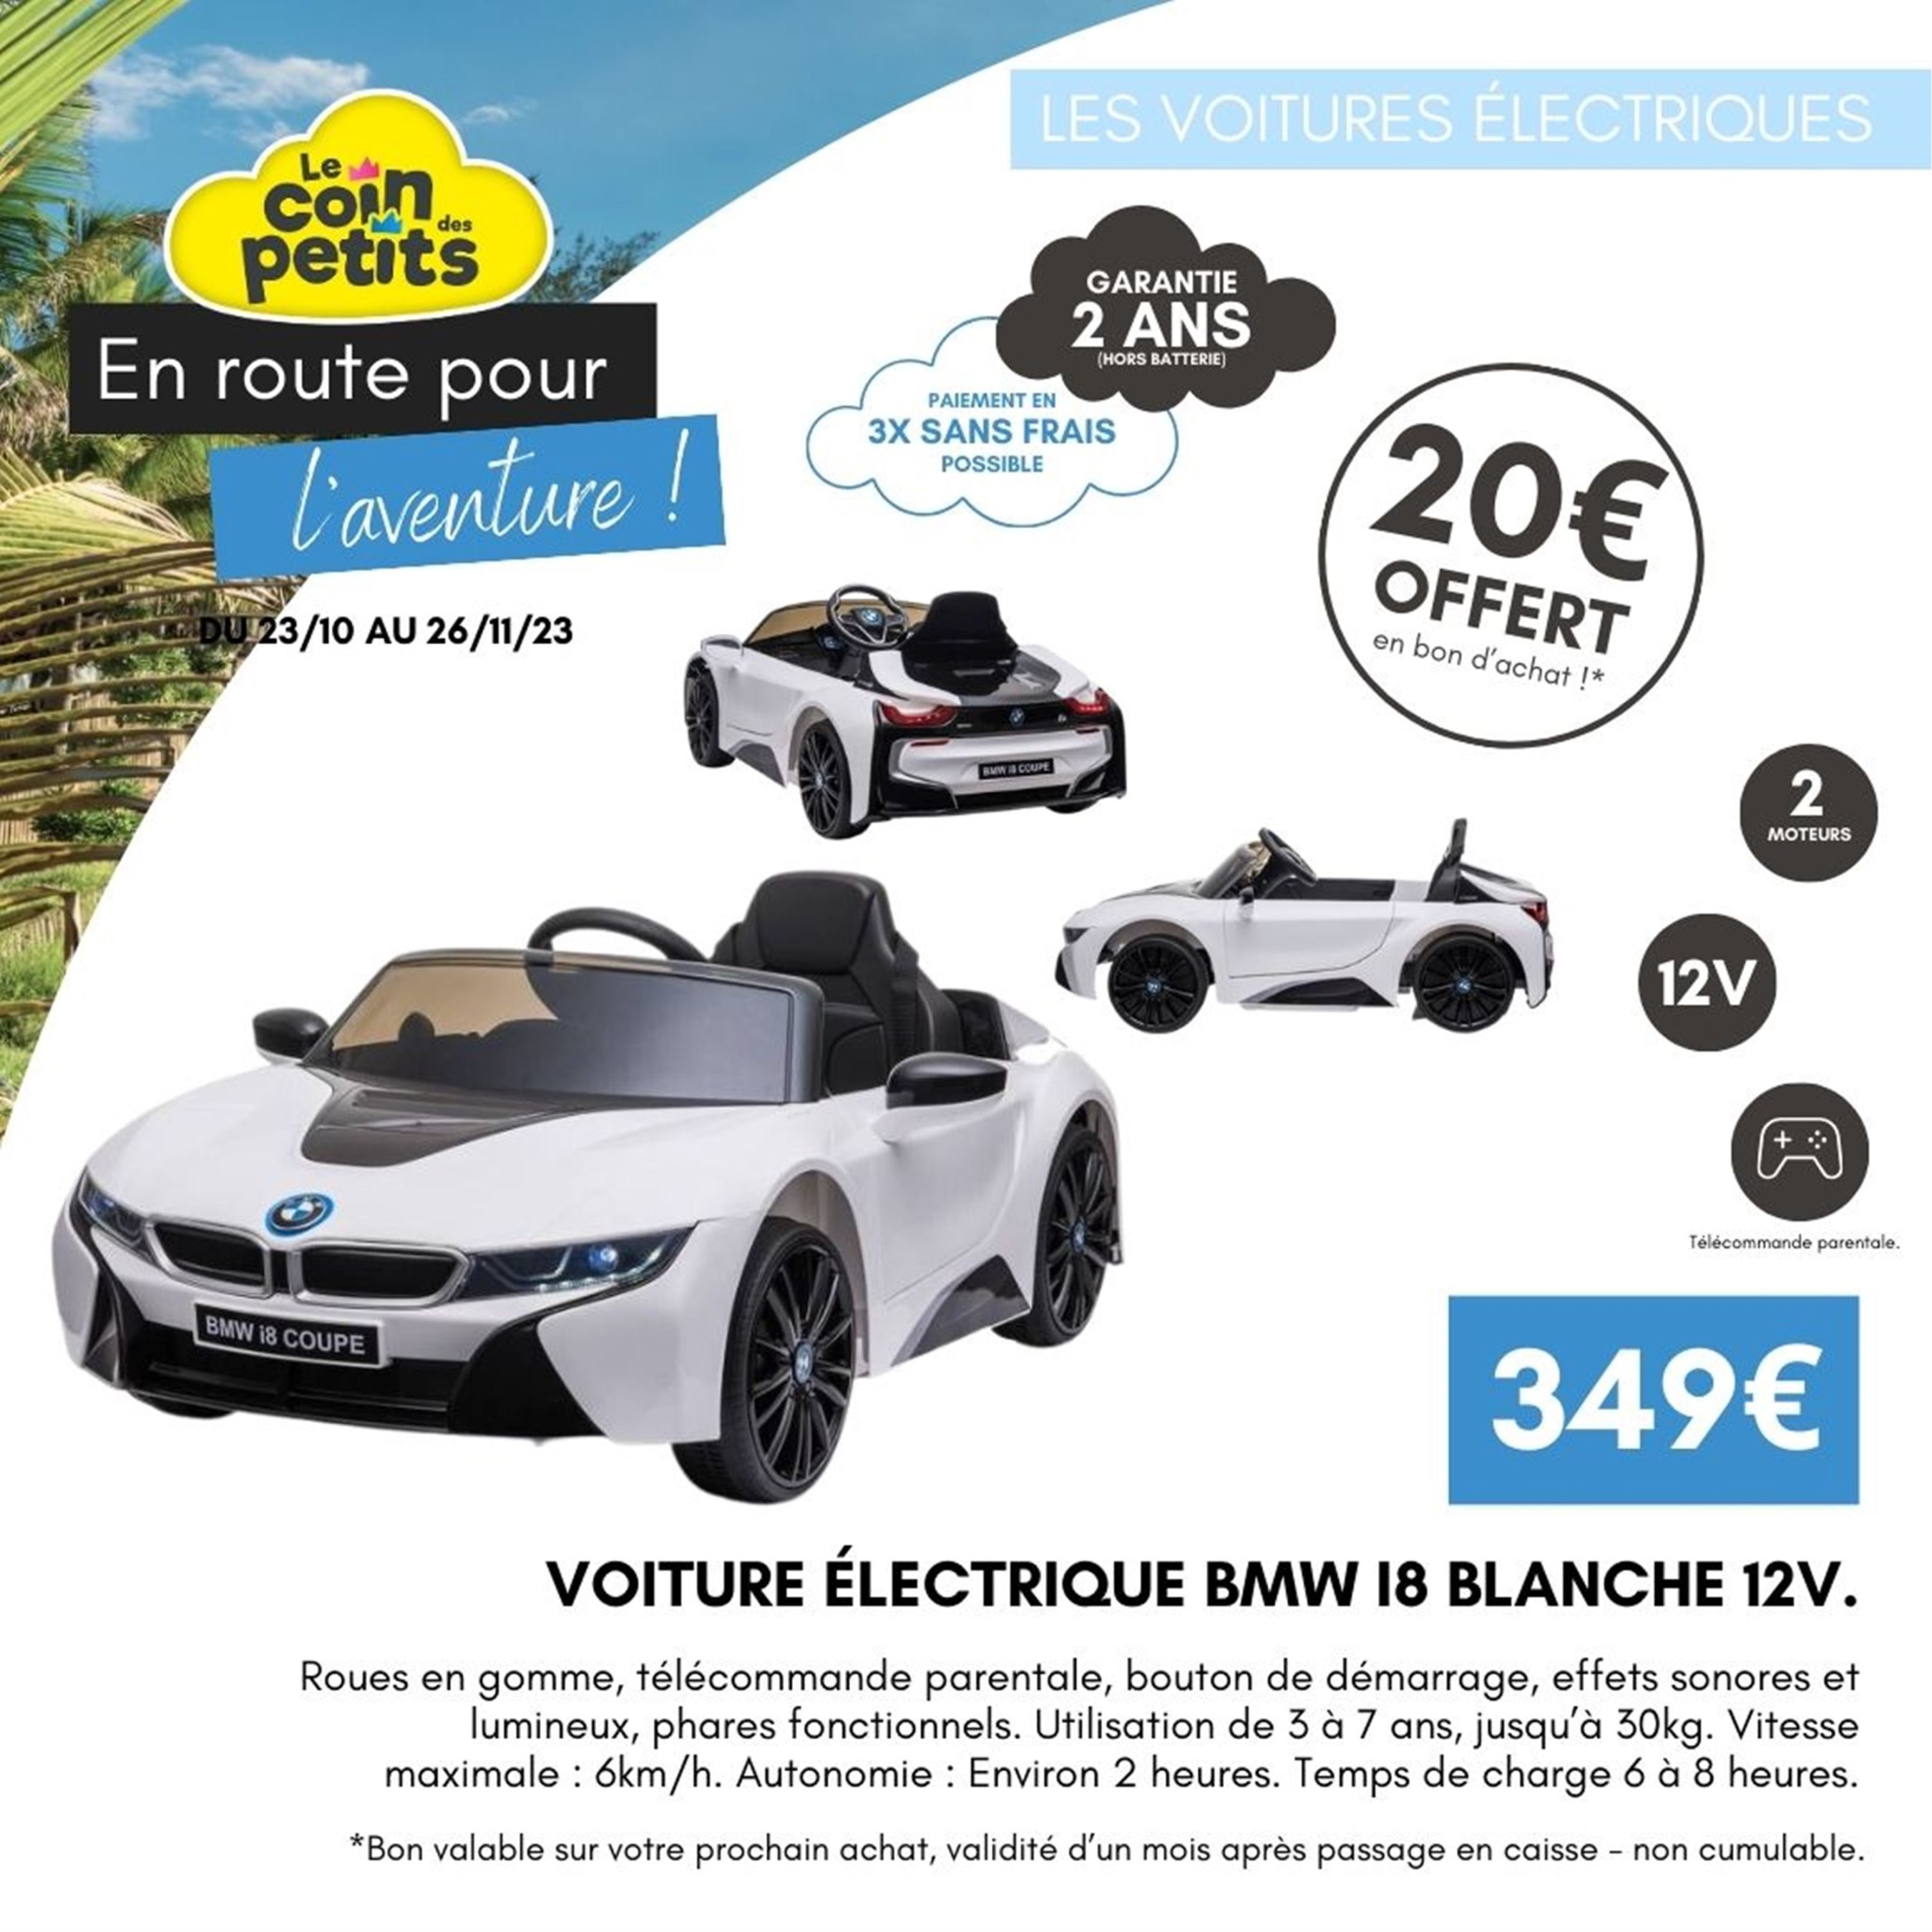 LES VOITURES ÉLECTRIQUES
Le
coin
des
petits
En route pour
l'aventure !
DU 23/10 AU 26/11/23
GARANTIE
2 ANS
(HORS BATTERIE)
PAIEMENT EN
3X SANS FRAIS
POSSIBLE
20€
OFFERT
en bon d'achat !*
BMW i8 COUPE
2
MOTEURS
12V
Télécommande parentale.
BMW i8 COUPE
349€
VOITURE ÉLECTRIQUE BMW I8 BLANCHE 12V.
Roues en gomme, télécommande parentale, bouton de démarrage, effets sonores et
lumineux, phares fonctionnels. Utilisation de 3 à 7 ans, jusqu'à 30kg. Vitesse
maximale : 6km/h. Autonomie : Environ 2 heures. Temps de charge 6 à 8 heures.
*Bon valable sur votre prochain achat, validité d'un mois après passage en caisse - non cumulable.